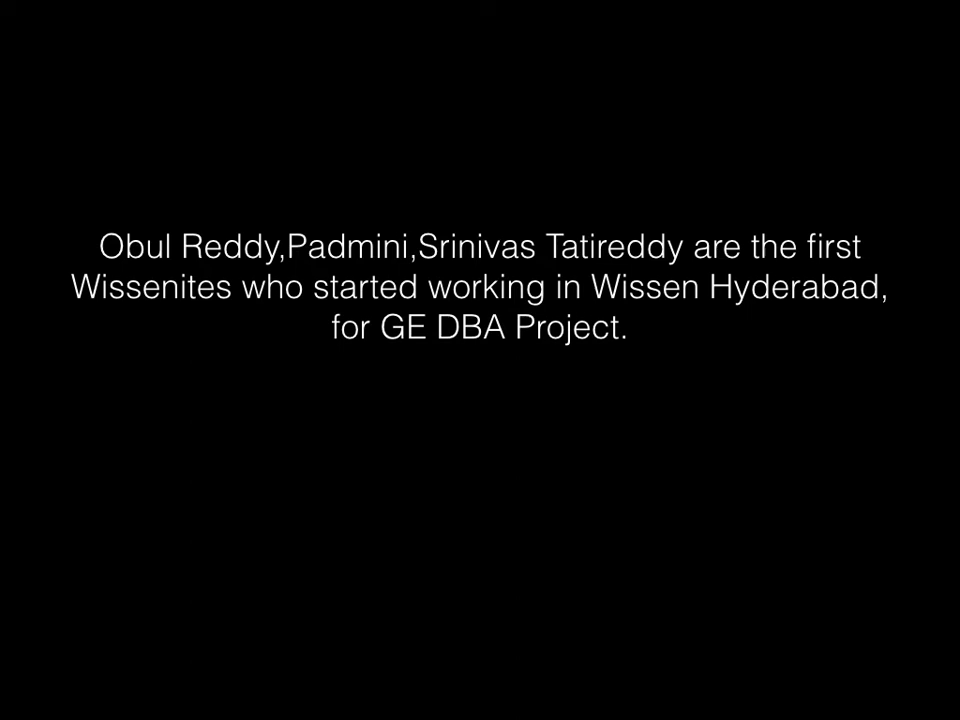 Obul Reddy,Padmini,Srinivas Tatireddy are the first
Wissenites who started working in Wissen Hyderabad,
for GE DBA Project.